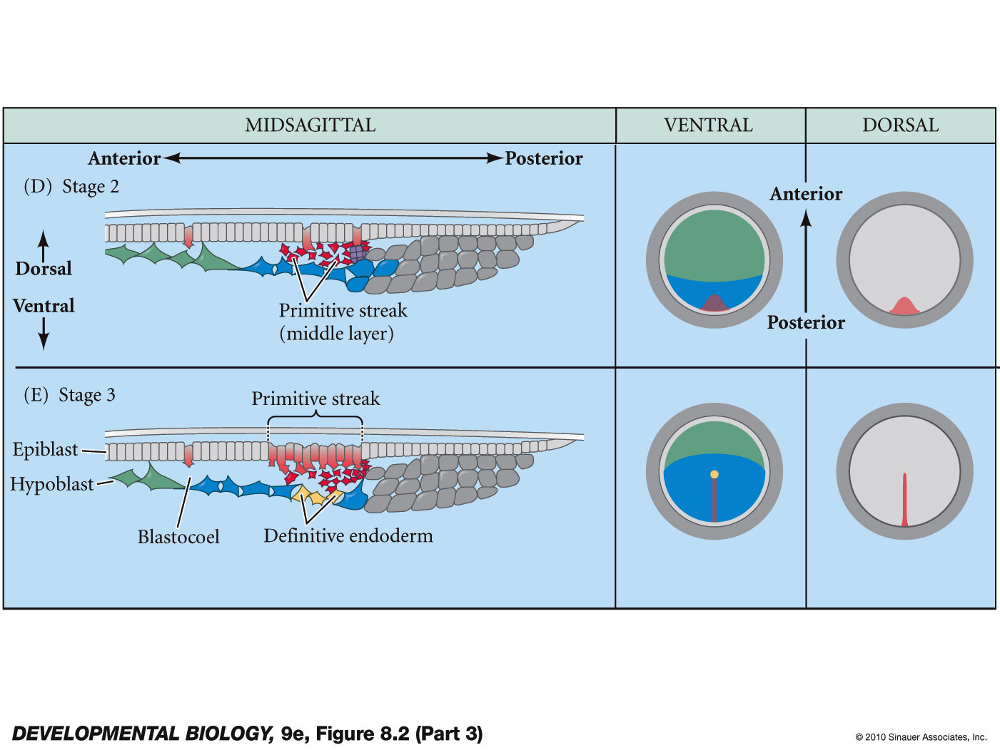 MIDSAGITTAL
VENTRAL
DORSAL
Anterior
Posterior
(D) Stage 2
Dorsal
Ventral
Primitive streak
(middle layer)
Anterior
Posterior
(E) Stage 3
Primitive streak
Epiblast
Hypoblast
Blastocoel
Definitive endoderm
DEVELOPMENTAL BIOLOGY, 9e, Figure 8.2 (Part 3)
© 2010 Sinauer Associates, Inc.